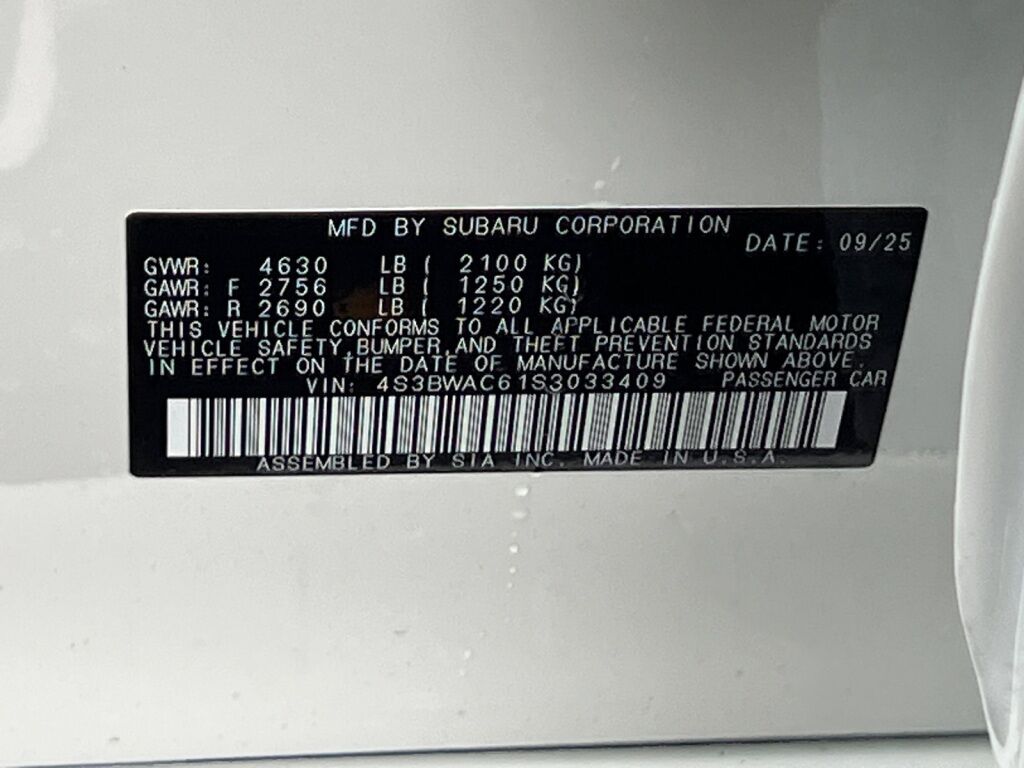 MFD BY SUBARU CORPORATION
DATE: 09/25
GVWR: 4630 LB ( 2100 KG)
GAWR: F 2756 LB ( 1250 KG)
GAWR: R 2690 LB ( 1220 KG)
THIS VEHICLE CONFORMS TO ALL APPLICABLE FEDERAL MOTOR
VEHICLE SAFETY,BUMPER,AND THEFT PREVENTION STANDARDS
IN EFFECT ON THE DATE OF MANUFACTURE SHOWN ABOVE.
VIN: 4S3BWAC61S3033409 PASSENGER CAR
ASSEMBLED BY SIA INC. MADE IN U.S.A.